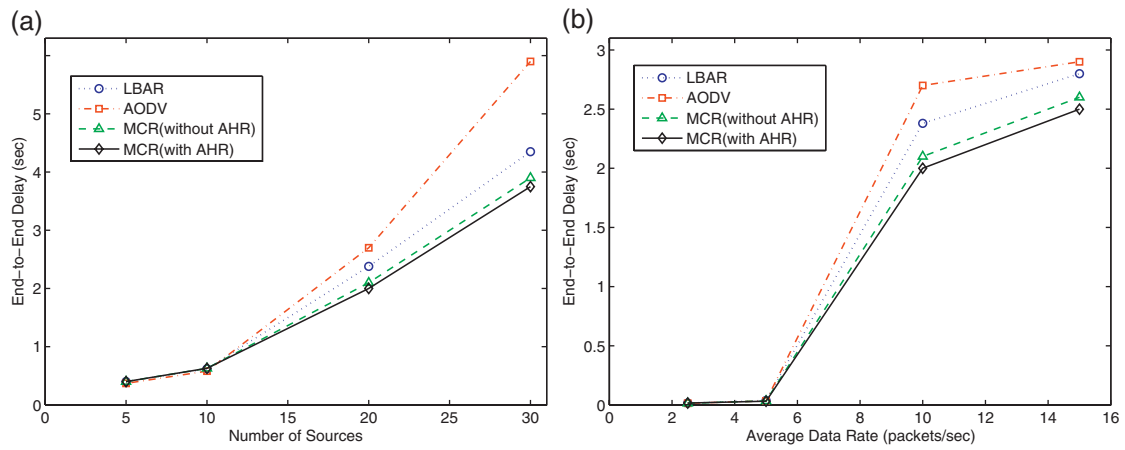 (a)
5
4
3
2
1
0
End−to−End Delay (sec)
LBAR
AODV
MCR(without AHR)
MCR(with AHR)
0 5 10 15 20 25 30
Number of Sources
(b)
3
2.5
2
1.5
1
0.5
0
End−to−End Delay (sec)
LBAR
AODV
MCR(without AHR)
MCR(with AHR)
2 4 6 8 10 12 14 16
Average Data Rate (packets/sec)